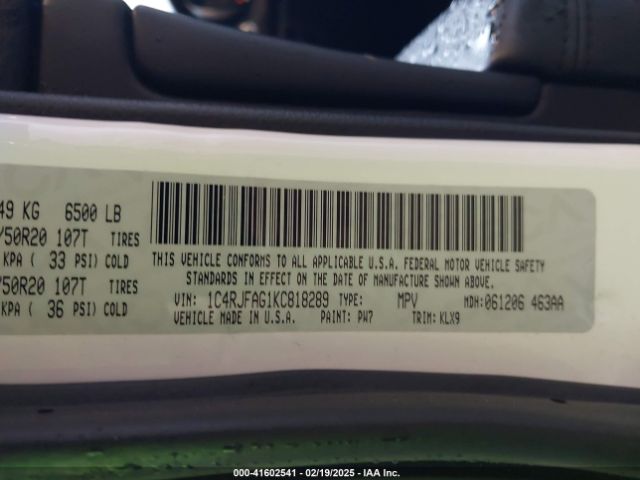 49 KG 6500 LB
/50R20 107T TIRES
KPA ( 33 PSI) COLD
/50R20 107T TIRES
KPA ( 36 PSI) COLD
THIS VEHICLE CONFORMS TO ALL APPLICABLE U.S.A. FEDERAL MOTOR VEHICLE SAFETY
STANDARDS IN EFFECT ON THE DATE OF MANUFACTURE SHOWN ABOVE.
VIN: 1C4RJFAG1KC818289 TYPE: MPV MDH: 061206 463AA
VEHICLE MADE IN U.S.A. PAINT: PW7 TRIM: KLX9
000-41602541 - 02/19/2025 - IAA Inc.